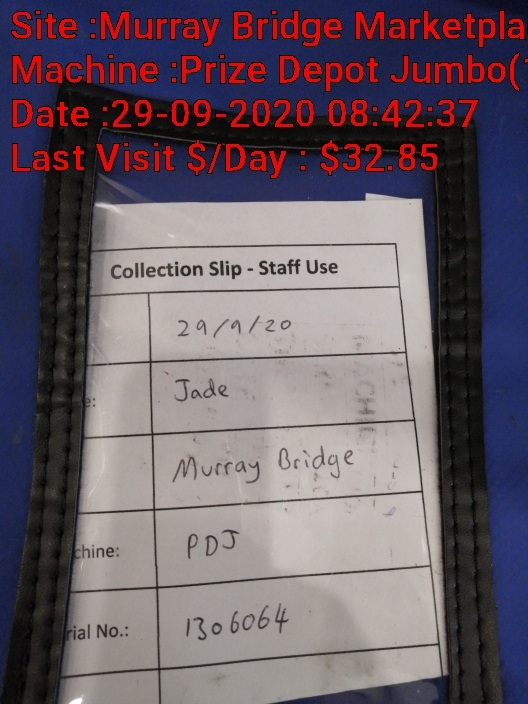 Site :Murray Bridge Marketpla
Machine :Prize Depot Jumbo(1
Date :29-09-2020 08:42:37
Last Visit $/Day : $32.85
Collection Slip - Staff Use
29/9/20
e: Jade
Murray Bridge
chine: PDJ
rial No.: 1306064